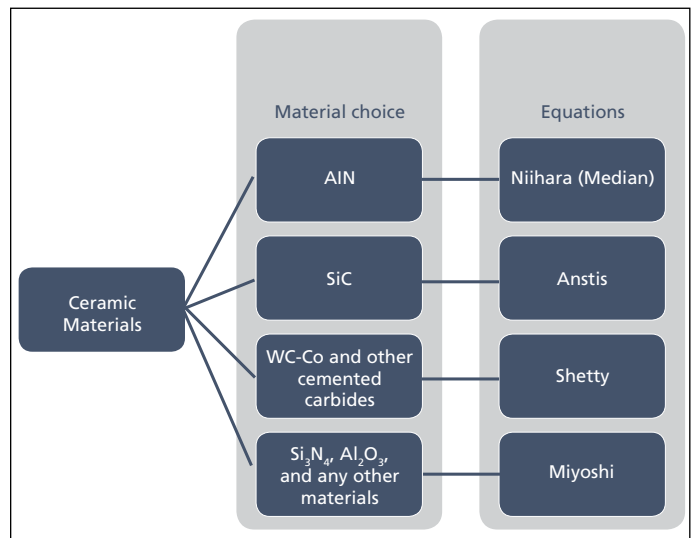 Material choice
Equations
Ceramic
Materials
AIN
Niihara (Median)
SiC
Anstis
WC-Co and other
cemented
carbides
Shetty
Si₃N₄, Al₂O₃,
and any other
materials
Miyoshi